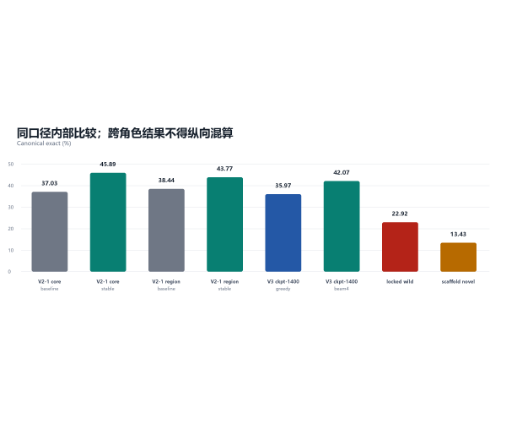 同口径内部比较；跨角色结果不得纵向混算
Canonical exact (%)
50
40
30
20
10
0
37.03
45.89
38.44
43.77
35.97
42.07
22.92
13.43
V2-1 core
baseline
V2-1 core
stable
V2-1 region
baseline
V2-1 region
stable
V3 ckpt-1400
greedy
V3 ckpt-1400
beam8
locked wild
scaffold novel